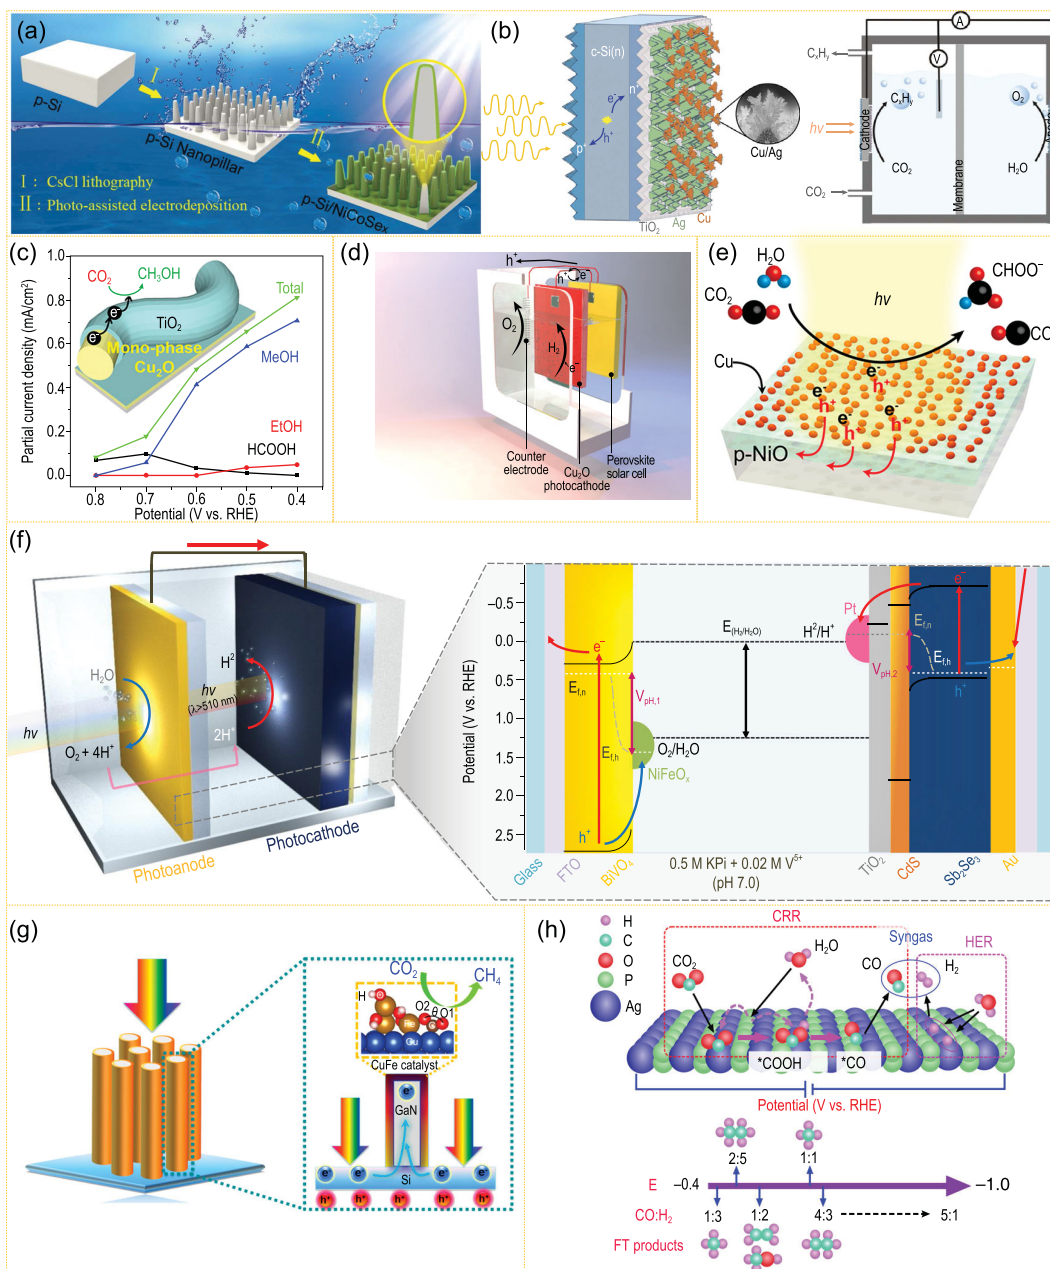 (a)
p-Si
I
p-Si Nanopillar
II
I : CsCl lithography
II : Photo-assisted electrodeposition
p-Si/NiCoSex
(b)
c-Si(n)
n+
e-
h+
p+
Cu/Ag
TiO2
Ag
Cu
A
V
CxHy
CxHy
O2
hv
Cathode
CO2
H2O
CO2
Membrane
(c)
Partial current density (mA/cm2)
1.0
0.8
0.6
0.4
0.2
0.0
CO2
CH3OH
e-
e-
TiO2
Mono-phase
Cu2O
Total
MeOH
EtOH
HCOOH
0.8
0.7
0.6
0.5
0.4
Potential (V vs. RHE)
(d)
h+
h+
e-
O2
H2
e-
Counter
electrode
Cu2O
photocathode
Perovskite
solar cell
(e)
H2O
CHOO−
CO2
hv
CO
Cu
e-
h+
e-
h+
e-
h+
e-
h+
p-NiO
(f)
H2O
H2
hv
(λ>510 nm)
hv
O2 + 4H+
2H+
Photoanode
Photocathode
Potential (V vs. RHE)
−0.5
0.0
0.5
1.0
1.5
2.0
2.5
e−
Ef,n
Ef,h
VpH,1
h+
E(H2/H2O)
H2/H+
O2/H2O
NiFeOx
Pt
e−
Ef,n
Ef,h
VpH,2
h+
Glass
FTO
BiVO4
0.5 M KPi + 0.02 M V5+
(pH 7.0)
TiO2
CdS
Sb2Se3
Au
(g)
CO2
CH4
H
O2
θ
O1
Cu
CuFe catalyst
e-
GaN
e-
e-
Si
e-
e-
h+
h+
h+
h+
h+
(h)
H
C
O
P
Ag
CRR
CO2
H2O
Syngas
CO
H2
HER
*COOH
*CO
Potential (V vs. RHE)
2:5
1:1
E
−0.4
−1.0
CO:H2
1:3
1:2
4:3
5:1
FT products